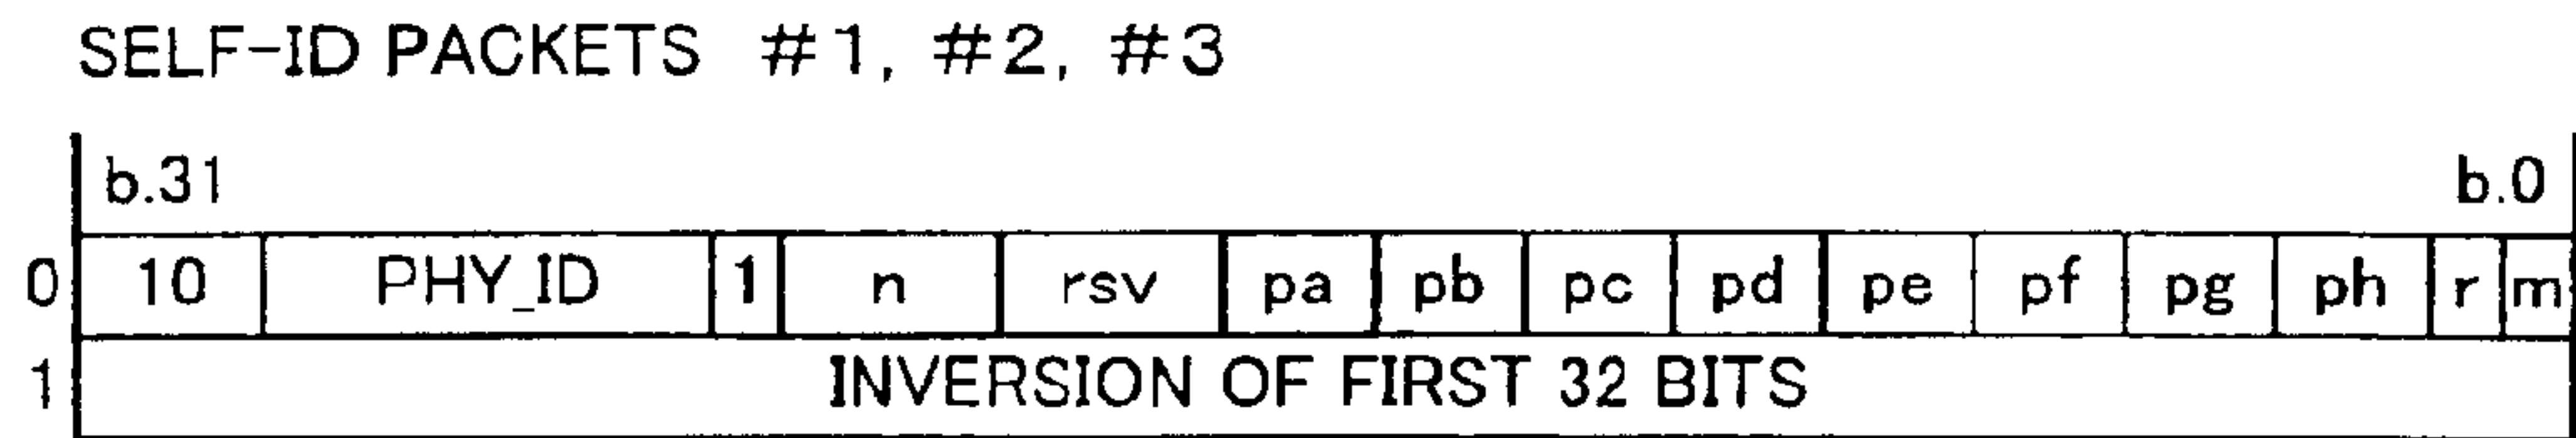 SELF-ID PACKETS #1, #2, #3
b.31 b.0
0 10 PHY_ID 1 n rsv pa pb pc pd pe pf pg ph r m
1 INVERSION OF FIRST 32 BITS